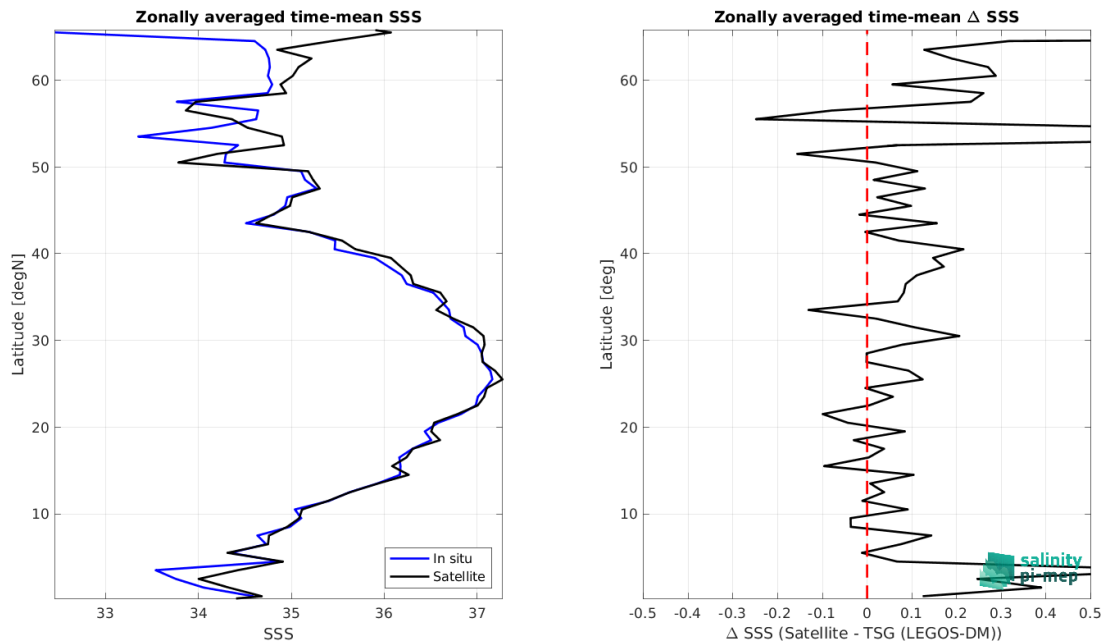 Zonally averaged time-mean SSS
Latitude [degN]
60
50
40
30
20
10
33
34
35
36
37
SSS
In situ
Satellite
Zonally averaged time-mean Δ SSS
Latitude [deg]
60
50
40
30
20
10
-0.5
-0.4
-0.3
-0.2
-0.1
0
0.1
0.2
0.3
0.4
0.5
Δ SSS (Satellite - TSG (LEGOS-DM))
salinity
pi-mep